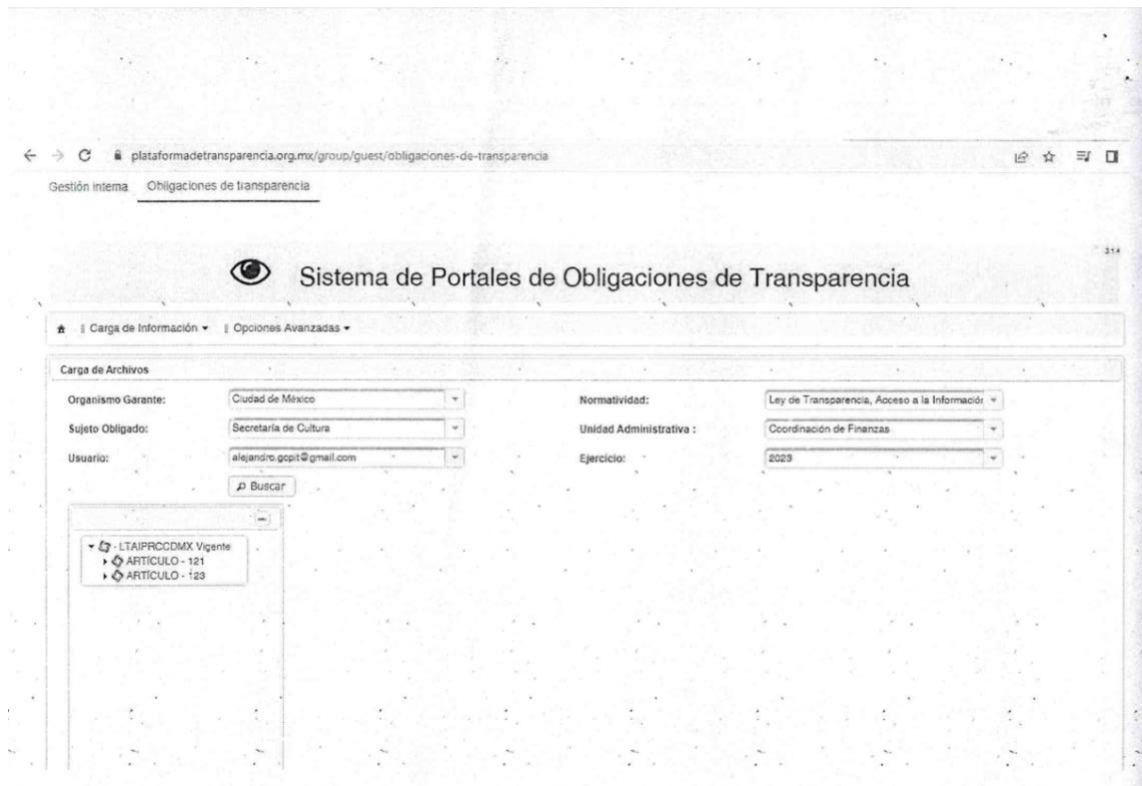 plataformadetransparencia.org.mx/group/guest/obligaciones-de-transparencia
Gestión interna Obligaciones de transparencia
314
Sistema de Portales de Obligaciones de Transparencia
Carga de Información Opciones Avanzadas
Carga de Archivos
Organismo Garante: Ciudad de México Normatividad: Ley de Transparencia, Acceso a la Información
Sujeto Obligado: Secretaría de Cultura Unidad Administrativa : Coordinación de Finanzas
Usuario: alejandro.gcpit@gmail.com Ejercicio: 2023
Buscar
- LTAIPRCCDMX Vigente
ARTÍCULO - 121
ARTÍCULO - 123